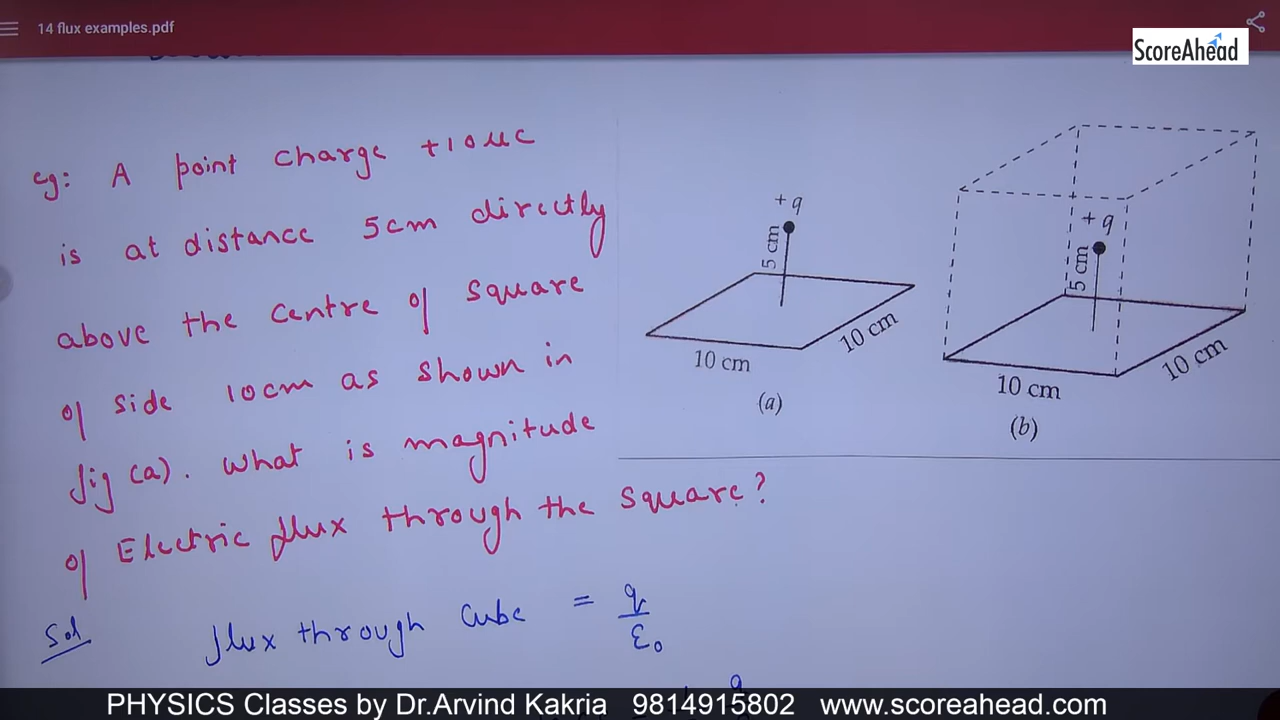 14 flux examples.pdf
ScoreAhead
eg: A point charge +10 μc
is at distance 5cm directly
above the centre of square
of side 10cm as shown in
fig (a). What is magnitude
of Electric flux through the square?
+ q
5 cm
10 cm
10 cm
(a)
+ q
5 cm
10 cm
10 cm
(b)
Sol flux through cube = q/ε₀
PHYSICS Classes by Dr.Arvind Kakria 9814915802 www.scoreahead.com